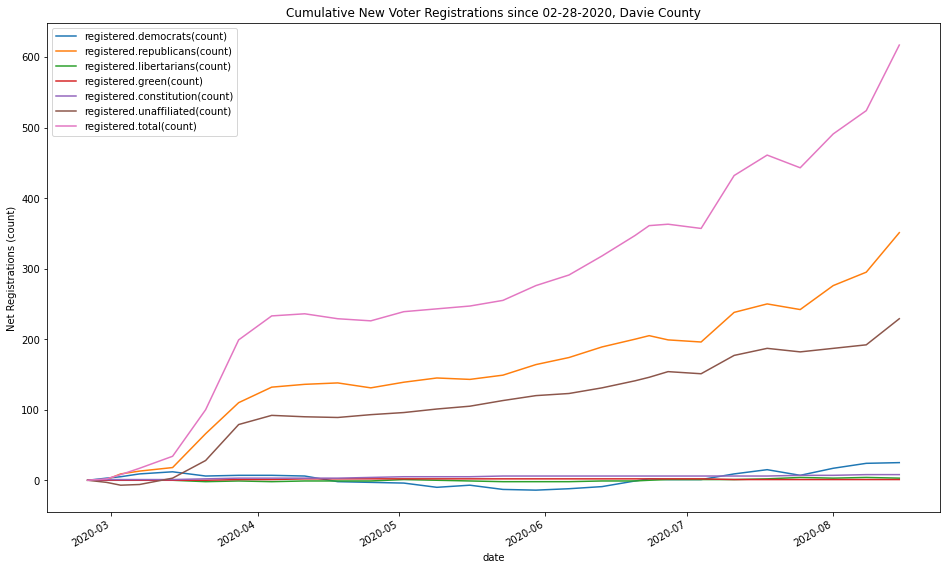 Cumulative New Voter Registrations since 02-28-2020, Davie County
registered.democrats(count)
registered.republicans(count)
registered.libertarians(count)
registered.green(count)
registered.constitution(count)
registered.unaffiliated(count)
registered.total(count)
Net Registrations (count)
600
500
400
300
200
100
0
2020-03
2020-04
2020-05
2020-06
2020-07
2020-08
date